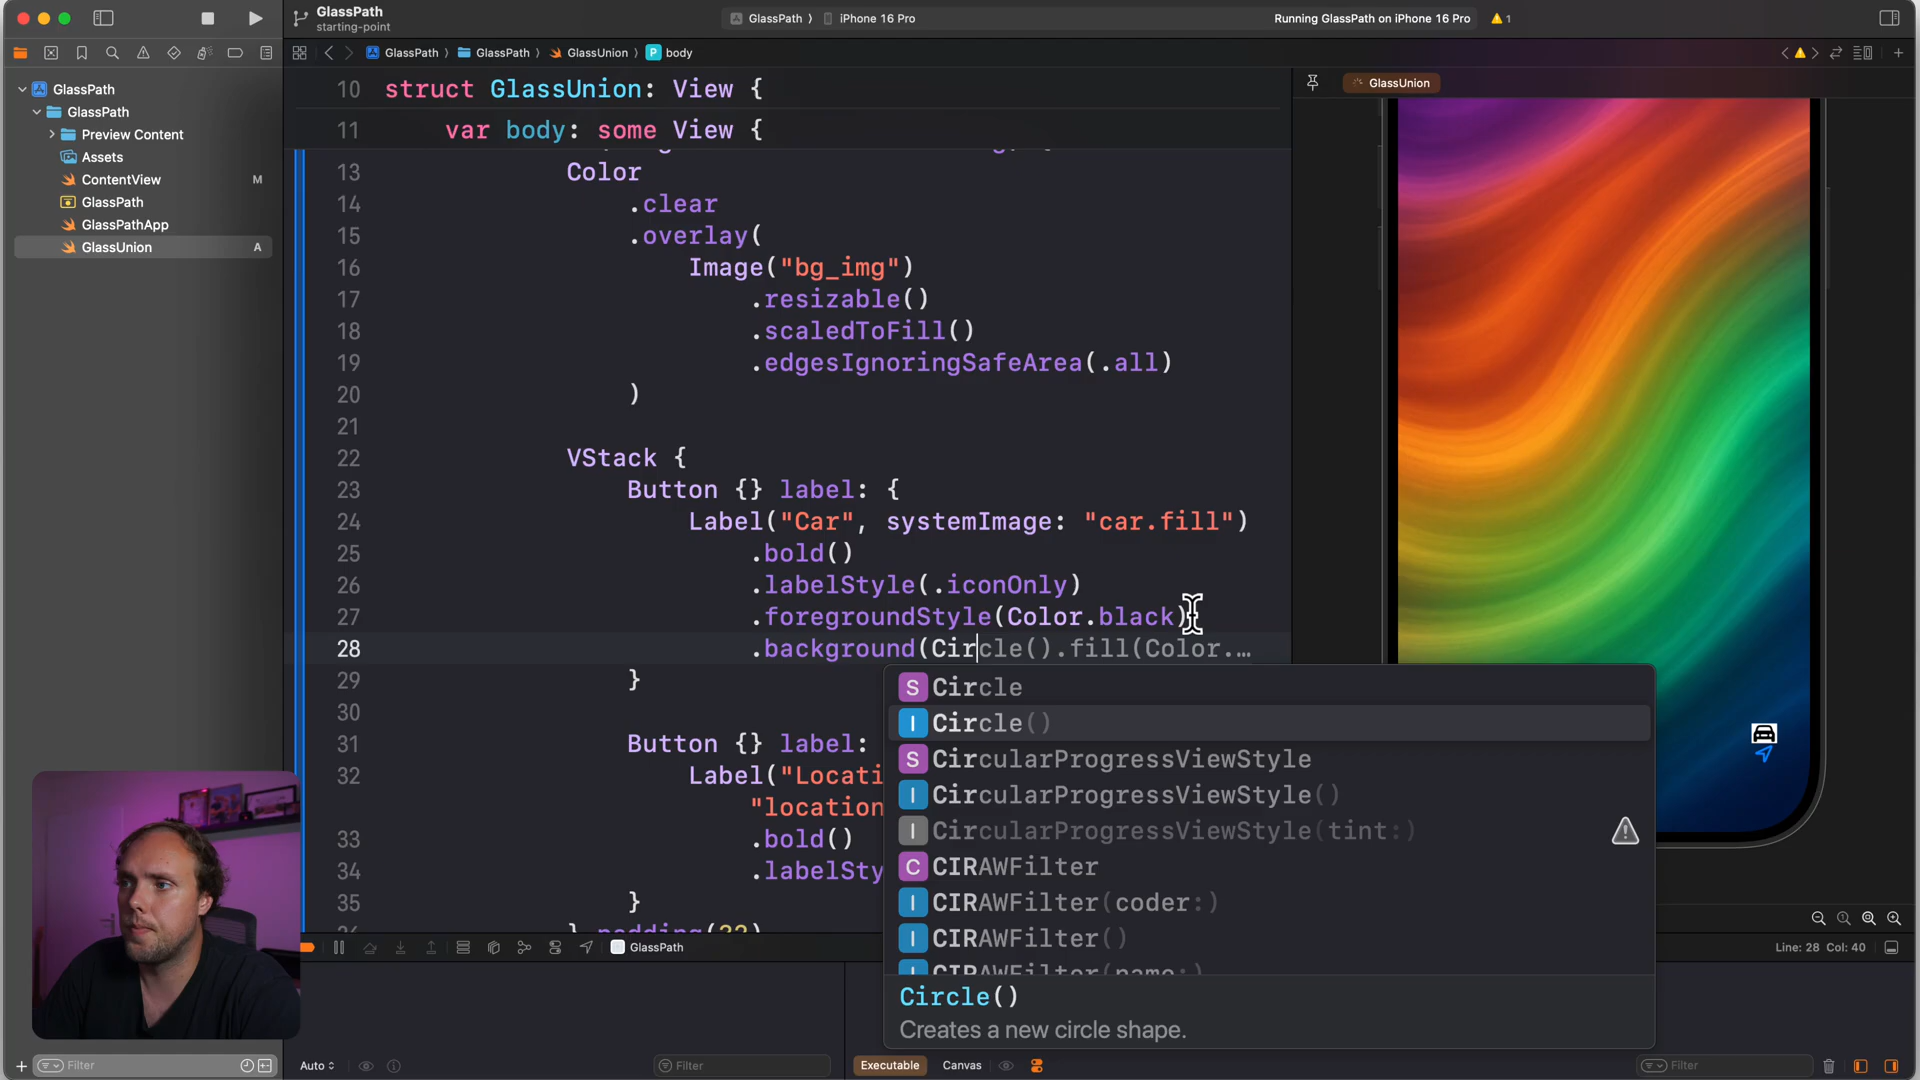 GlassPath
starting-point
GlassPath
iPhone 16 Pro
Running GlassPath on iPhone 16 Pro
1
GlassPath
GlassPath
GlassUnion
body
GlassPath
GlassPath
Preview Content
Assets
ContentView M
GlassPath
GlassPathApp
GlassUnion A
GlassUnion
10 struct GlassUnion: View {
11 var body: some View {
13 Color
14 .clear
15 .overlay(
16 Image("bg_img")
17 .resizable()
18 .scaledToFill()
19 .edgesIgnoringSafeArea(.all)
20 )
21
22 VStack {
23 Button {} label: {
24 Label("Car", systemImage: "car.fill")
25 .bold()
26 .labelStyle(.iconOnly)
27 .foregroundStyle(Color.black)
28 .background(Circle().fill(Color.…
29 }
30
31 Button {} label:
32 Label("Locati
"location
33 .bold()
34 .labelSty
35 }
} .padding(32)
S Circle
I Circle()
S CircularProgressViewStyle
I CircularProgressViewStyle()
I CircularProgressViewStyle(tint:)
C CIRAWFilter
I CIRAWFilter(coder:)
I CIRAWFilter()
I CIRAWFilter(name:)
Circle()
Creates a new circle shape.
GlassPath
Line: 28 Col: 40
Filter
Auto
Filter
Executable
Canvas
Filter